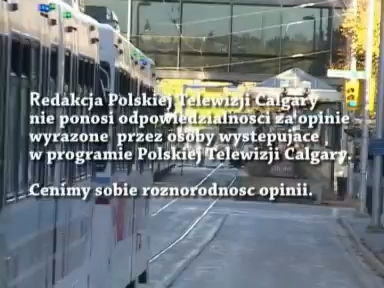 Redakcja Polskiej Telewizji Calgary
nie ponosi odpowiedzialnosci za opinie
wyrazone przez osoby wystepujace
w programie Polskiej Telewizji Calgary.
Cenimy sobie roznorodnosc opinii.